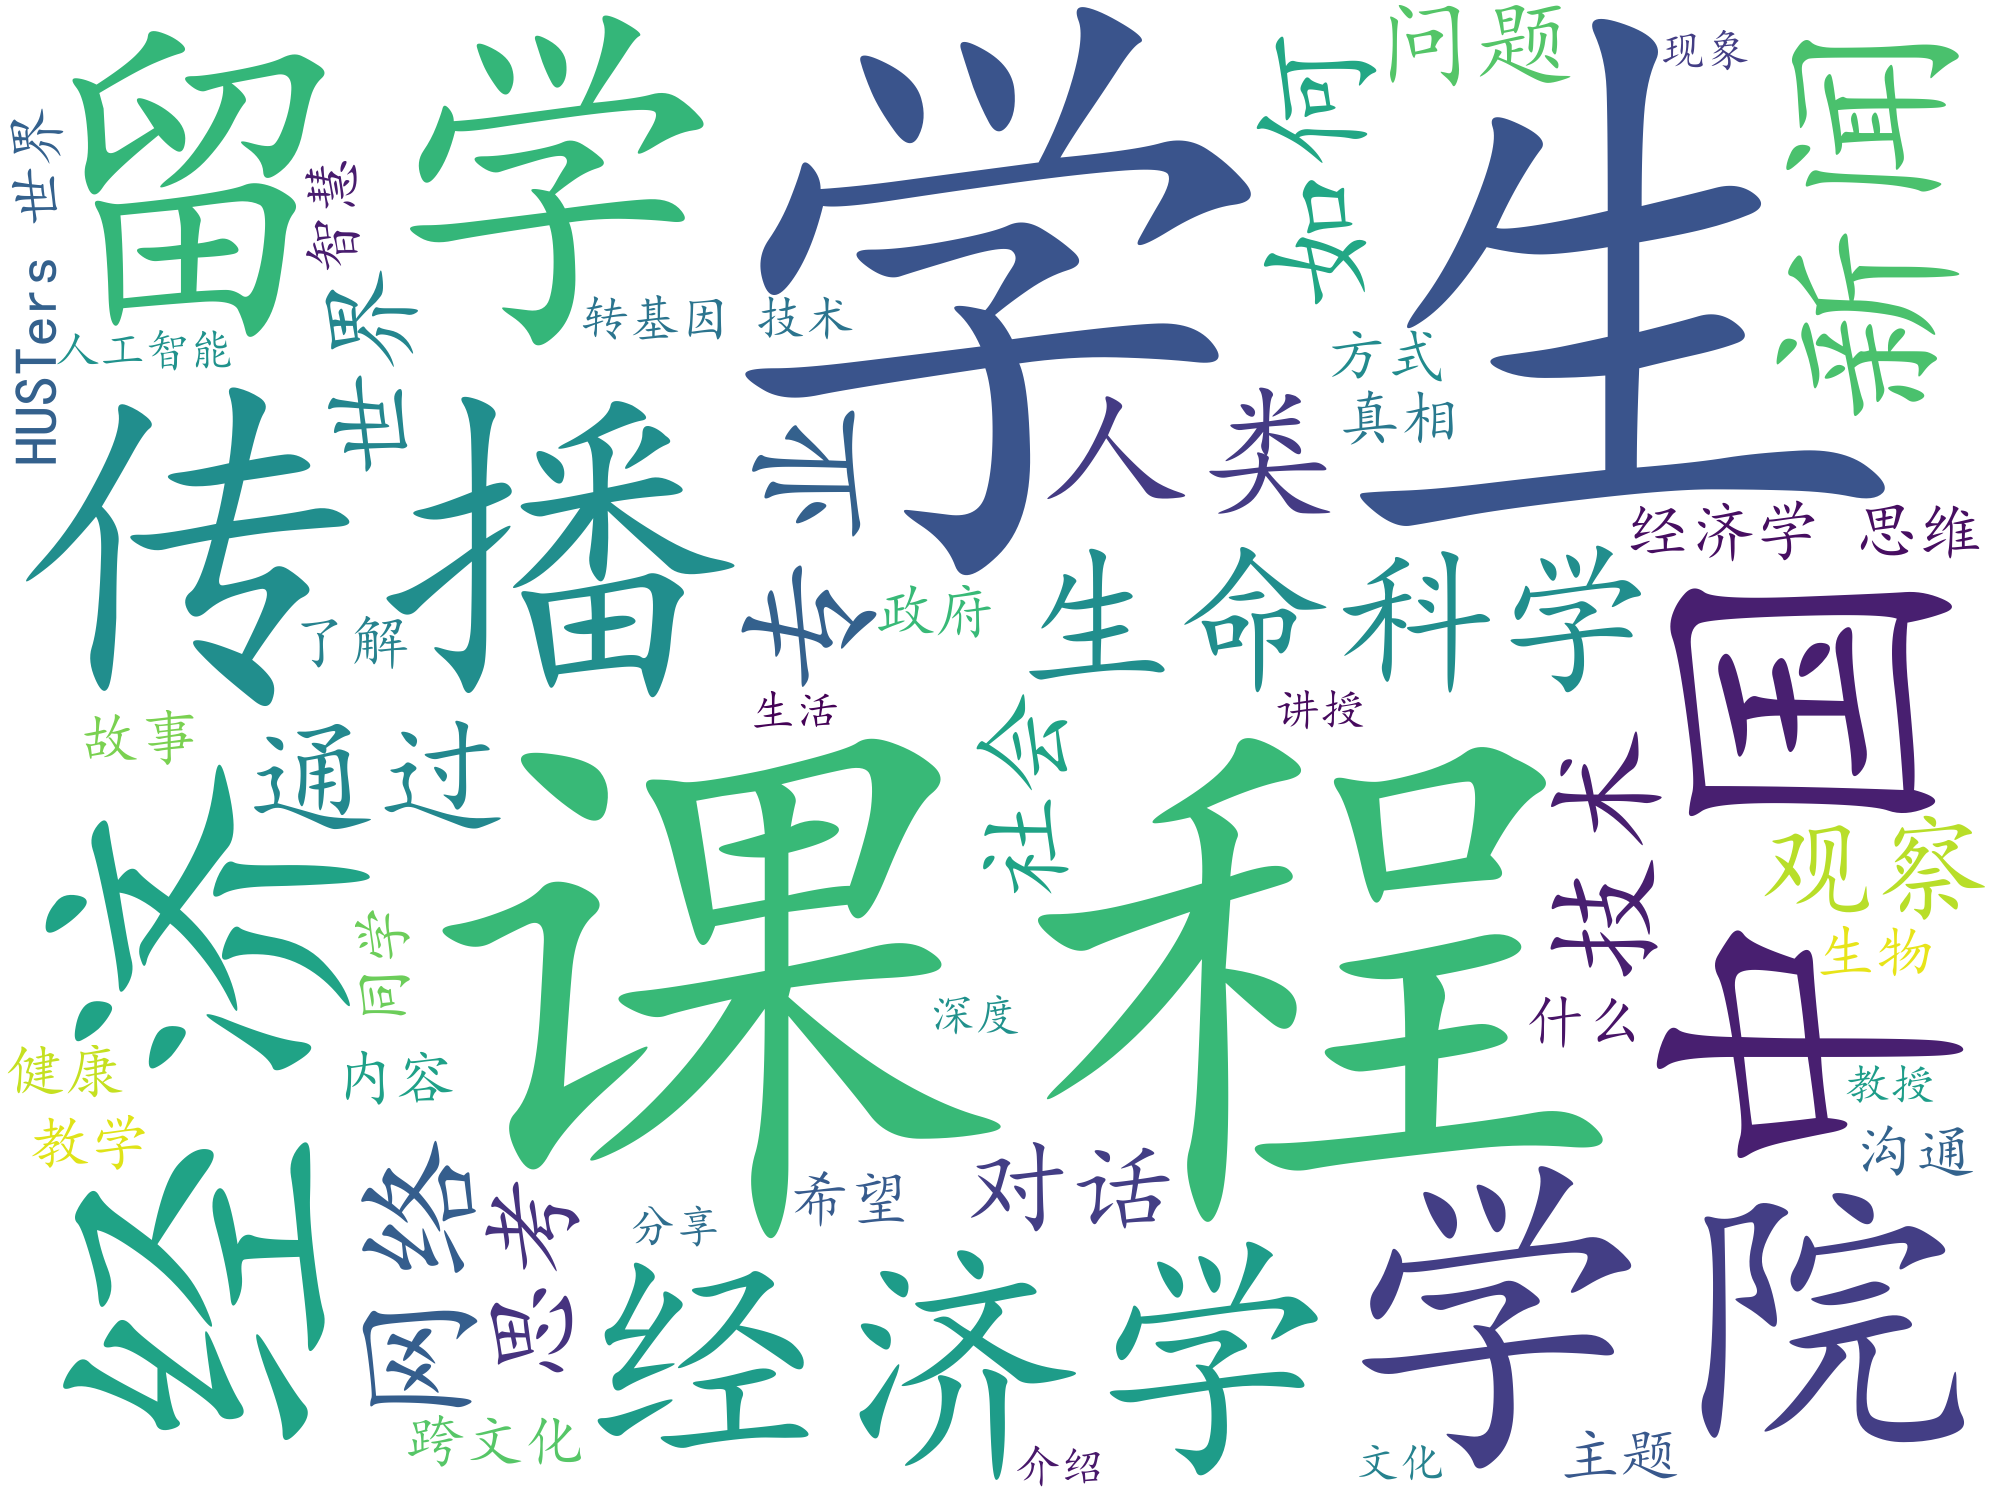 留学
学生
如何
问题
现象
新闻
HUSTers 世界
智慧
世界
人工智能
转基因 技术
方式
真相
传播
专业
人类
经济学 思维
了解
政府
生命科学
中国
故事
通过
生活
社会
讲授
技术
课程
经济
观察
生物
同学
深度
什么
健康
内容
教授
教学
沟通
网络
思考
分享
希望
对话
学院
经济学
跨文化
介绍
文化
主题